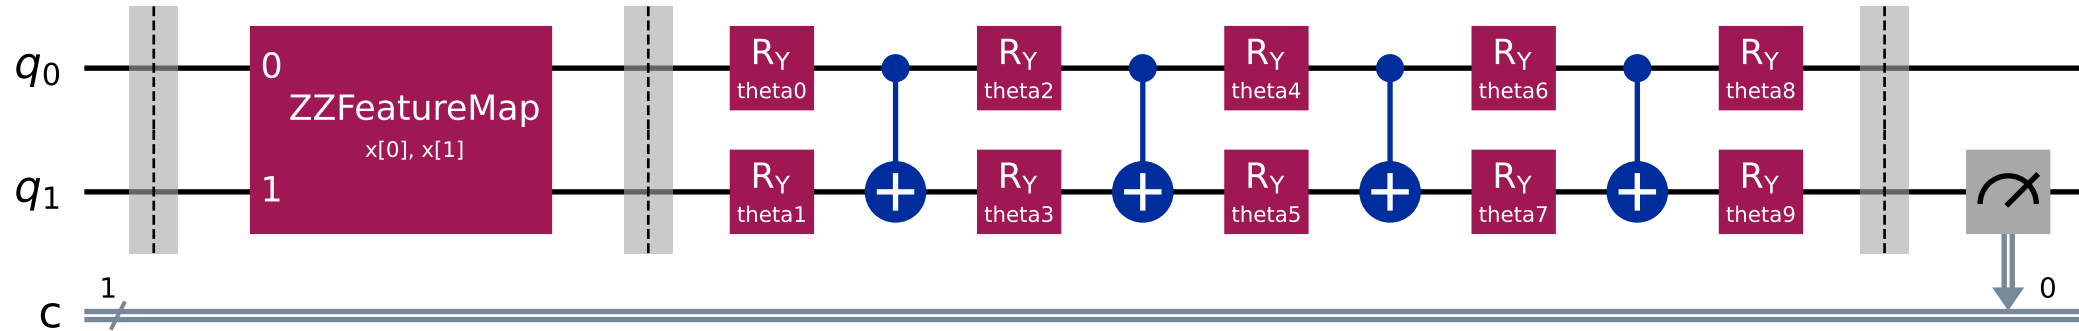 q0 0 ZZFeatureMap RY RY RY RY RY
x[0], x[1] theta0 theta2 theta4 theta6 theta8
q1 1 RY RY RY RY RY
theta1 theta3 theta5 theta7 theta9
c 1 0